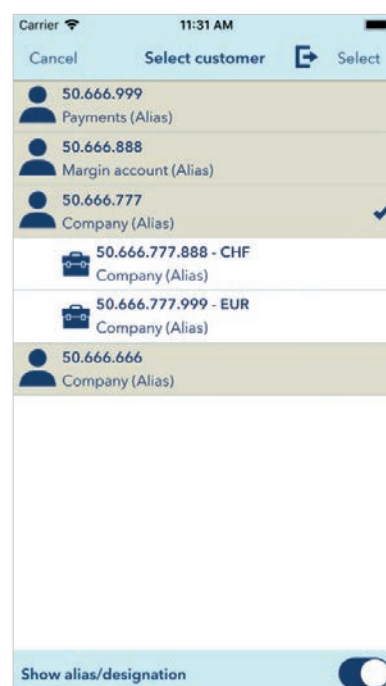 Carrier 11:31 AM
Cancel Select customer Select
50.666.999
Payments (Alias)
50.666.888
Margin account (Alias)
50.666.777
Company (Alias)
50.666.777.888 - CHF
Company (Alias)
50.666.777.999 - EUR
Company (Alias)
50.666.666
Company (Alias)
Show alias/designation